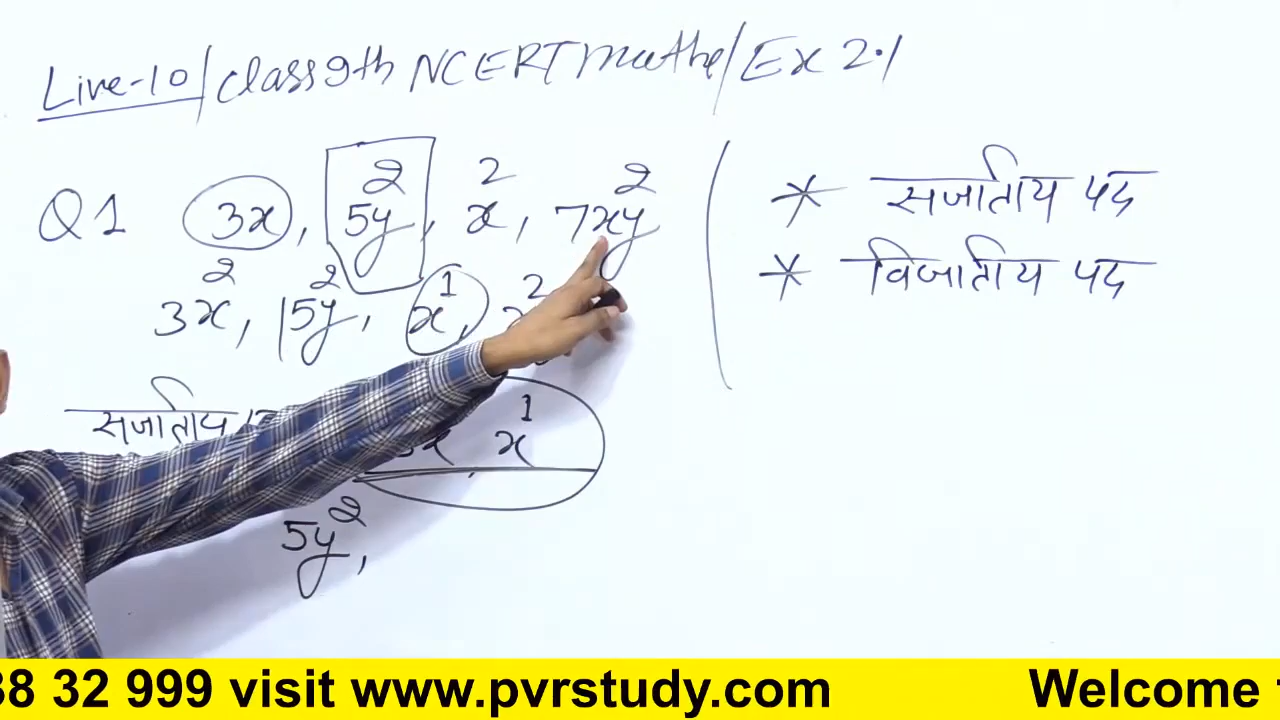 Live-10/class 9th NCERT maths/Ex 2.1
Q1 3x, 5y², x², 7xy²
3x², 15y², x¹,
सजातीय
x¹
5y²,
* सजातीय पद
* विजातीय पद
38 32 999 visit www.pvrstudy.com Welcome